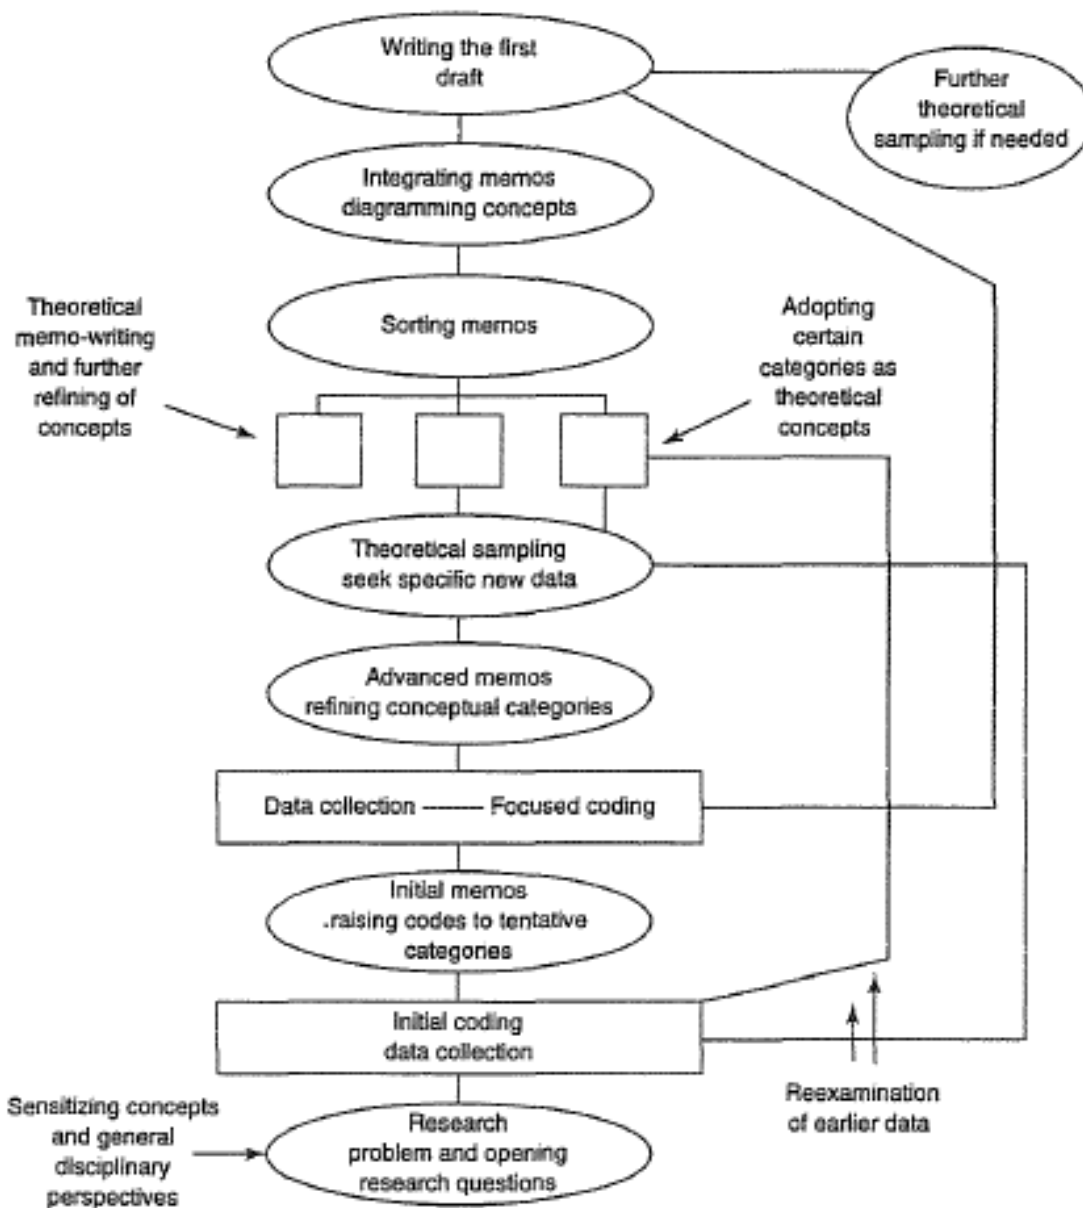 Writing the first
draft
Further
theoretical
sampling if needed
Integrating memos
diagramming concepts
Theoretical
memo-writing
and further
refining of
concepts
Sorting memos
Adopting
certain
categories as
theoretical
concepts
Theoretical sampling
seek specific new data
Advanced memos
refining conceptual categories
Data collection ------- Focused coding
Initial memos
.raising codes to tentative
categories
Initial coding
data collection
Reexamination
of earlier data
Sensitizing concepts
and general
disciplinary
perspectives
Research
problem and opening
research questions